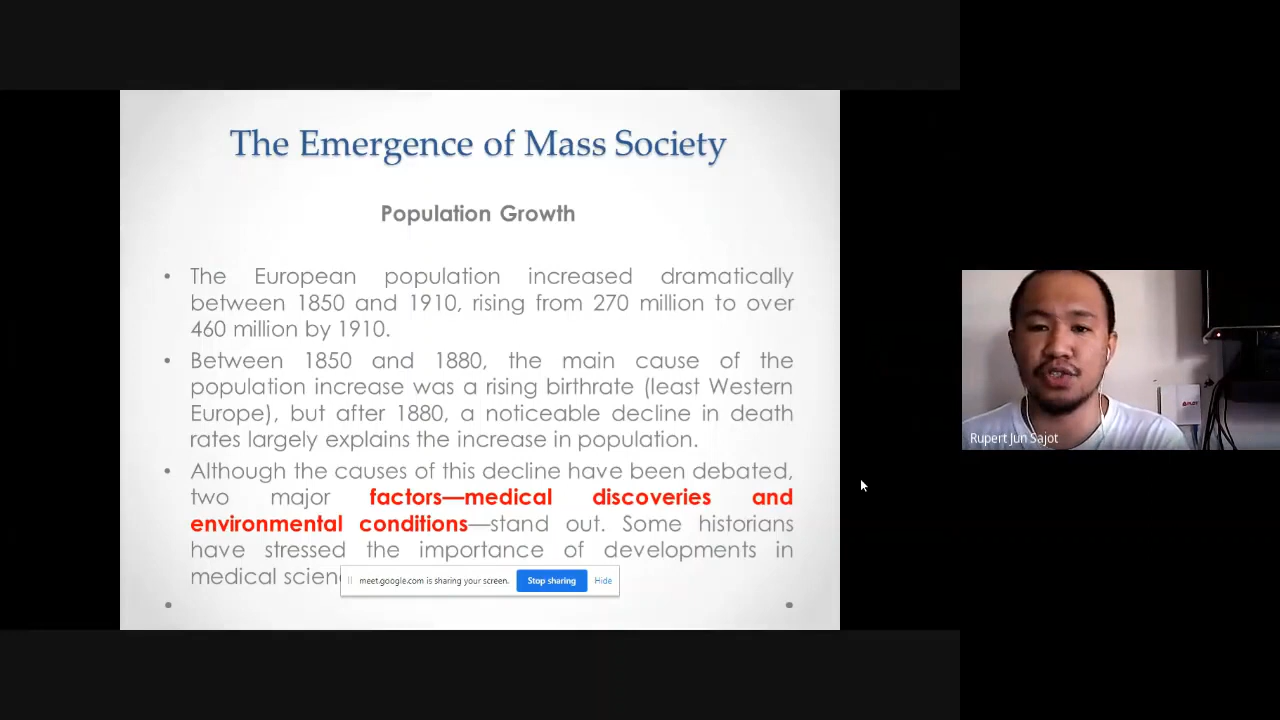 The Emergence of Mass Society
Population Growth
• The European population increased dramatically
between 1850 and 1910, rising from 270 million to over
460 million by 1910.
• Between 1850 and 1880, the main cause of the
population increase was a rising birthrate (least Western
Europe), but after 1880, a noticeable decline in death
rates largely explains the increase in population.
• Although the causes of this decline have been debated,
two major factors—medical discoveries and
environmental conditions—stand out. Some historians
have stressed the importance of developments in
medical
meet.google.com is sharing your screen. Stop sharing Hide
Rupert Jun Sajot